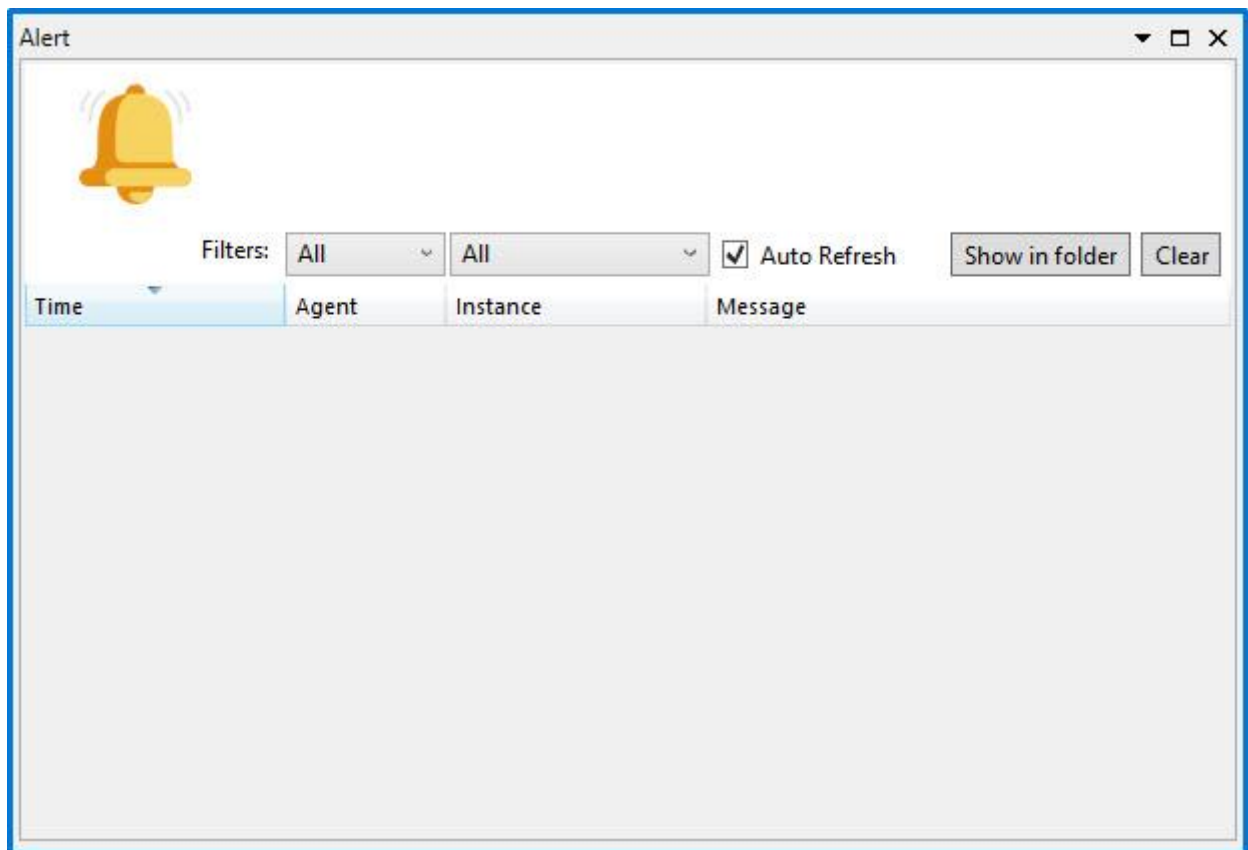 Alert
Filters: All All Auto Refresh Show in folder Clear
Time Agent Instance Message